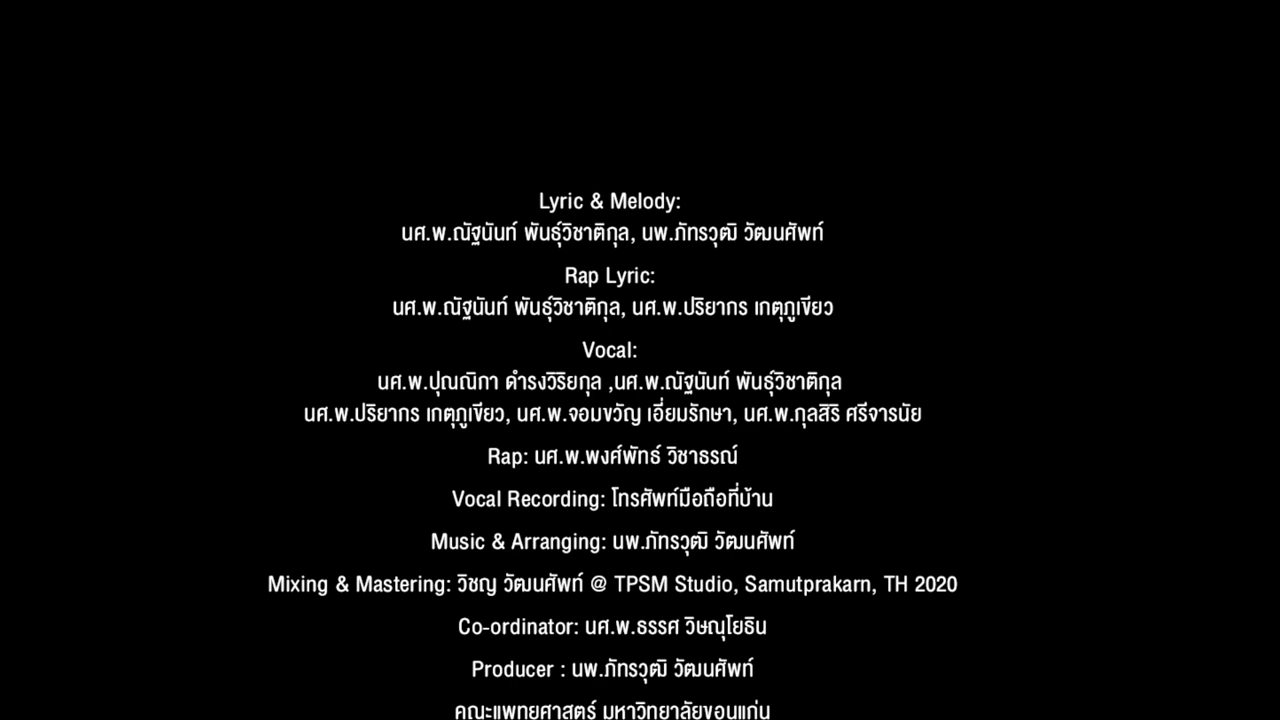 Lyric & Melody:
นศ.พ.ณัฐนันท์ พันธุ์วิชาติกุล, นพ.ภัทรวุฒิ วัฒนศัพท์
Rap Lyric:
นศ.พ.ณัฐนันท์ พันธุ์วิชาติกุล, นศ.พ.ปริยากร เกตุภูเขียว
Vocal:
นศ.พ.ปุณณิกา ดำรงวิริยกุล ,นศ.พ.ณัฐนันท์ พันธุ์วิชาติกุล
นศ.พ.ปริยากร เกตุภูเขียว, นศ.พ.จอมขวัญ เอี่ยมรักษา, นศ.พ.กุลสิริ ศรีจารนัย
Rap: นศ.พ.พงศ์พัทธ์ วิชาธรณ์
Vocal Recording: โทรศัพท์มือถือที่บ้าน
Music & Arranging: นพ.ภัทรวุฒิ วัฒนศัพท์
Mixing & Mastering: วิชญ วัฒนศัพท์ @ TPSM Studio, Samutprakarn, TH 2020
Co-ordinator: นศ.พ.ธรรศ วิษณุโยธิน
Producer : นพ.ภัทรวุฒิ วัฒนศัพท์
คณะแพทยศาสตร์ มหาวิทยาลัยขอนแก่น